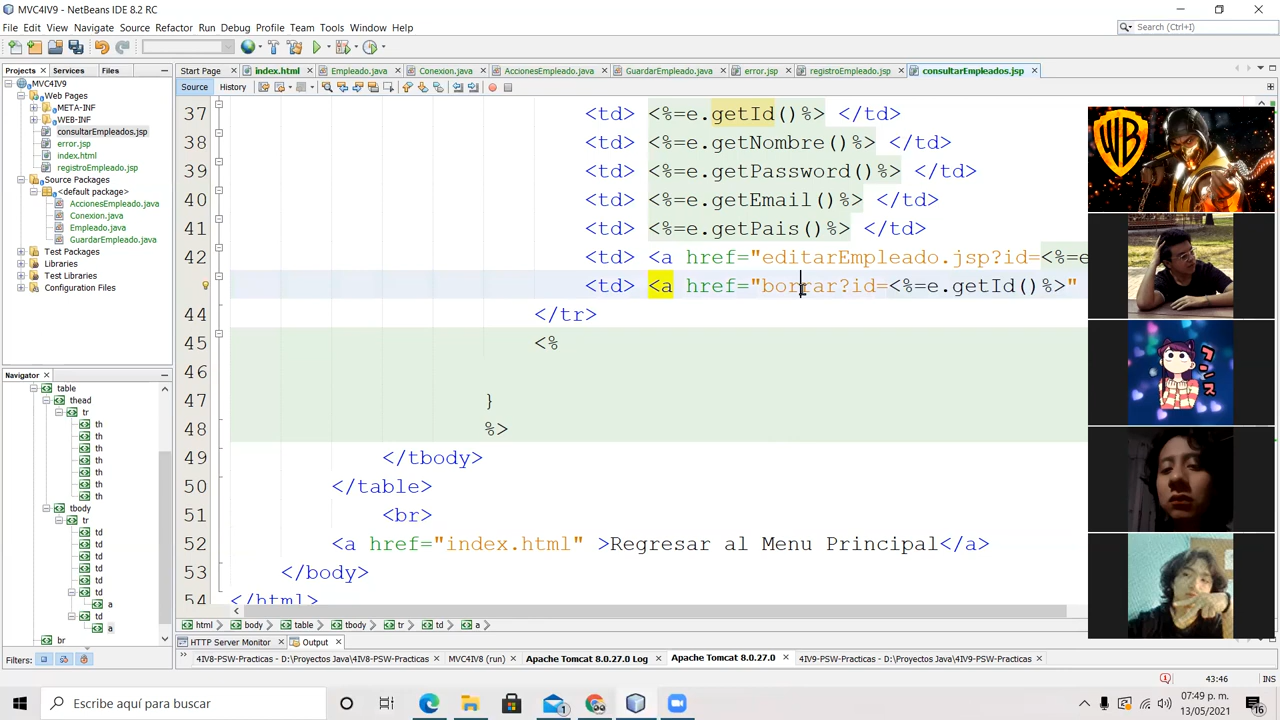 MVC4IV9 - NetBeans IDE 8.2 RC
File Edit View Navigate Source Refactor Run Debug Profile Team Tools Window Help
Search (Ctrl+I)
Projects Services Files
Start Page index.html Empleado.java Conexion.java AccionesEmpleado.java GuardarEmpleado.java error.jsp registroEmpleado.jsp consultarEmpleados.jsp
Source History
MVC4IV9
Web Pages
META-INF
WEB-INF
consultarEmpleados.jsp
error.jsp
index.html
registroEmpleado.jsp
Source Packages
<default package>
AccionesEmpleado.java
Conexion.java
Empleado.java
GuardarEmpleado.java
Test Packages
Libraries
Test Libraries
Configuration Files
37 <td> <%=e.getId()%> </td>
38 <td> <%=e.getNombre()%> </td>
39 <td> <%=e.getPassword()%> </td>
40 <td> <%=e.getEmail()%> </td>
41 <td> <%=e.getPais()%> </td>
42 <td> <a href="editarEmpleado.jsp?id=<%=e
<td> <a href="borrar?id=<%=e.getId()%>"
44 </tr>
45 <%
46
47 }
48 %>
49 </tbody>
50 </table>
51 <br>
52 <a href="index.html" >Regresar al Menu Principal</a>
53 </body>
54 </html>
Navigator
table
thead
tr
th
th
th
th
th
th
th
tbody
tr
td
td
td
td
td
td
a
td
a
br
Filters:
html body table tbody tr td a
HTTP Server Monitor Output
4IV8-PSW-Practicas - D:\Proyectos Java\4IV8-PSW-Practicas MVC4IV8 (run) Apache Tomcat 8.0.27.0 Log Apache Tomcat 8.0.27.0 4IV9-PSW-Practicas - D:\Proyectos Java\4IV9-PSW-Practicas
1 43:46 INS
Escribe aquí para buscar
1
07:49 p. m.
13/05/2021
16
WB
クンス